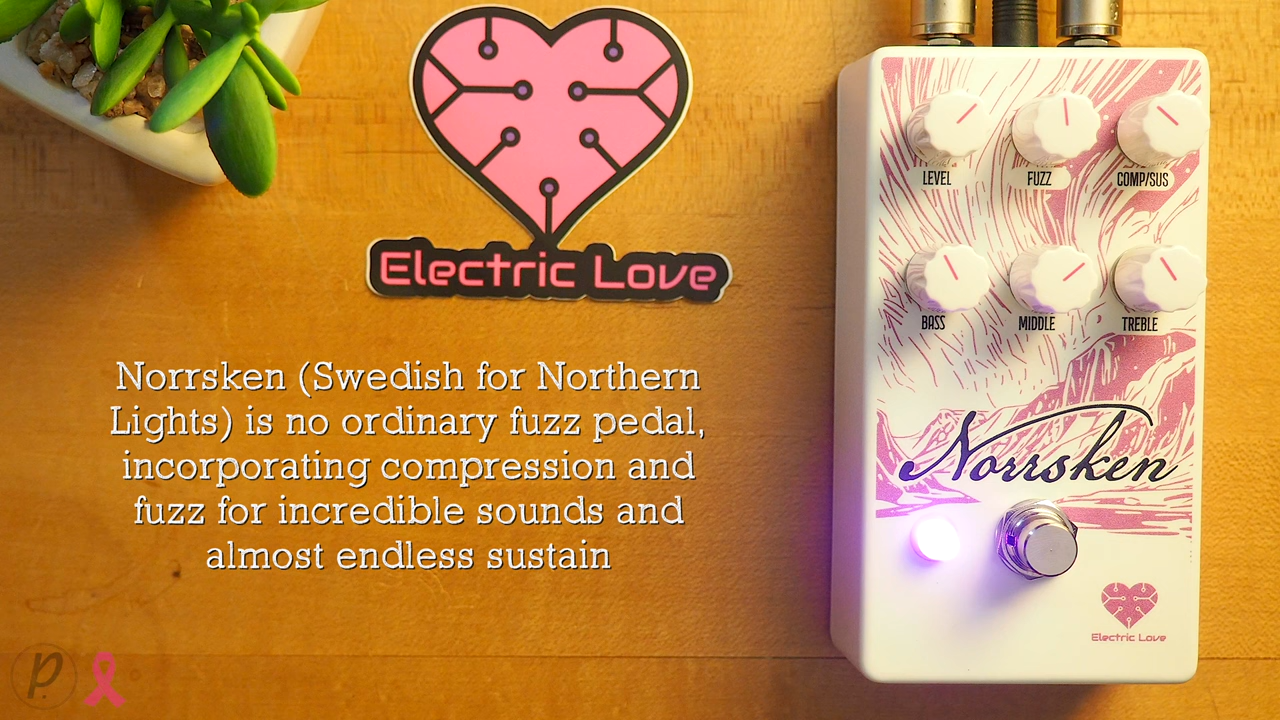 Electric Love
Norrsken (Swedish for Northern
Lights) is no ordinary fuzz pedal,
incorporating compression and
fuzz for incredible sounds and
almost endless sustain
LEVEL FUZZ COMP/SUS
BASS MIDDLE TREBLE
Norrsken
Electric Love
p.